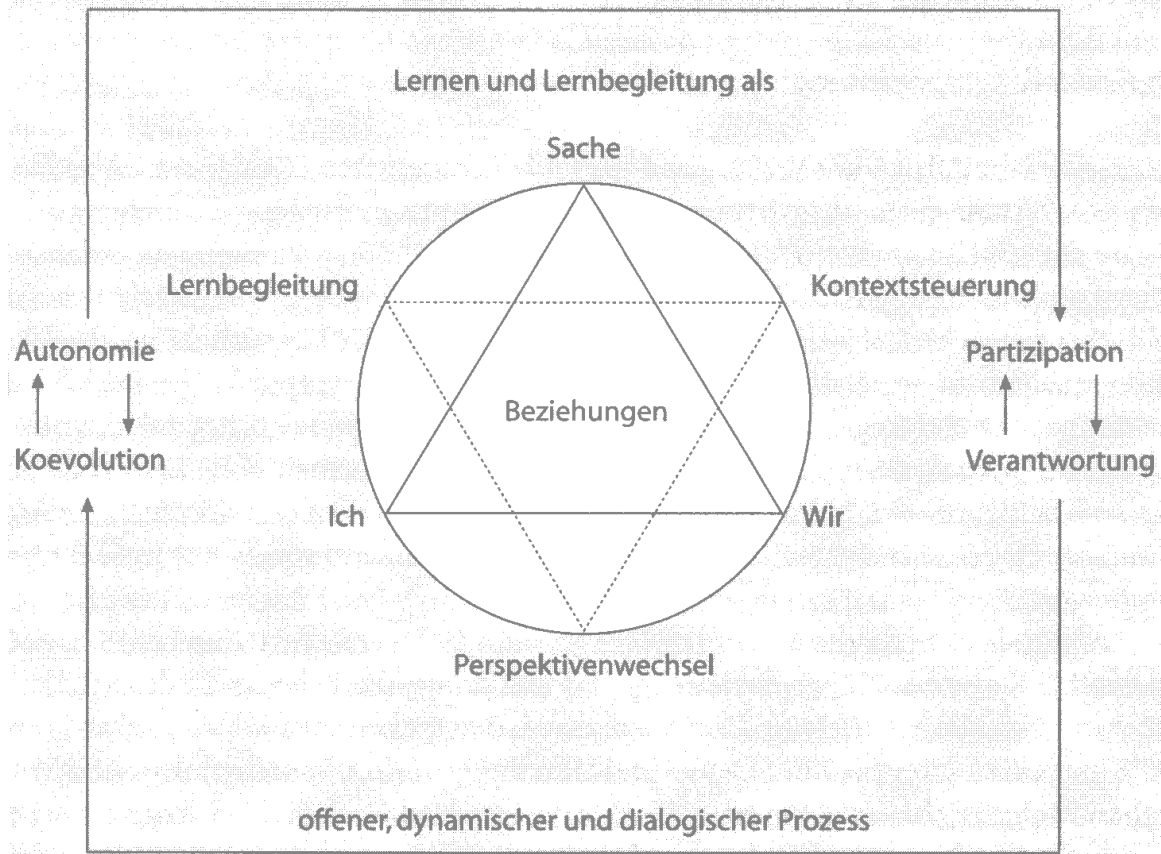 Lernen und Lernbegleitung als
Sache
Lernbegleitung
Kontextsteuerung
Autonomie
Partizipation
Beziehungen
Koevolution
Verantwortung
Ich
Wir
Perspektivenwechsel
offener, dynamischer und dialogischer Prozess